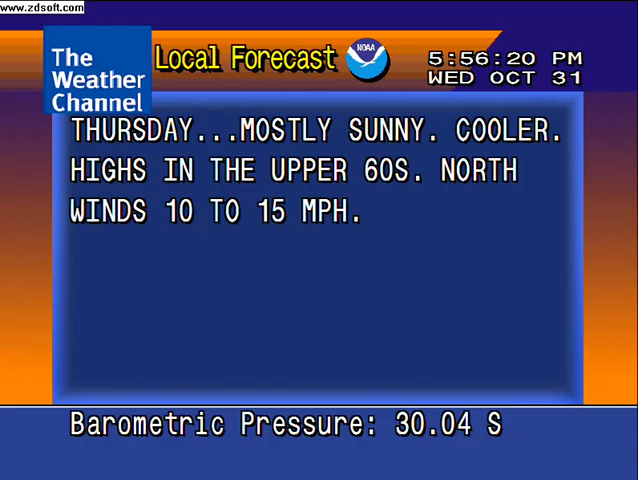 www.zdsoft.com
The
Weather
Channel
Local Forecast
NOAA
5:56:20 PM
WED OCT 31
THURSDAY...MOSTLY SUNNY. COOLER.
HIGHS IN THE UPPER 60S. NORTH
WINDS 10 TO 15 MPH.
Barometric Pressure: 30.04 S